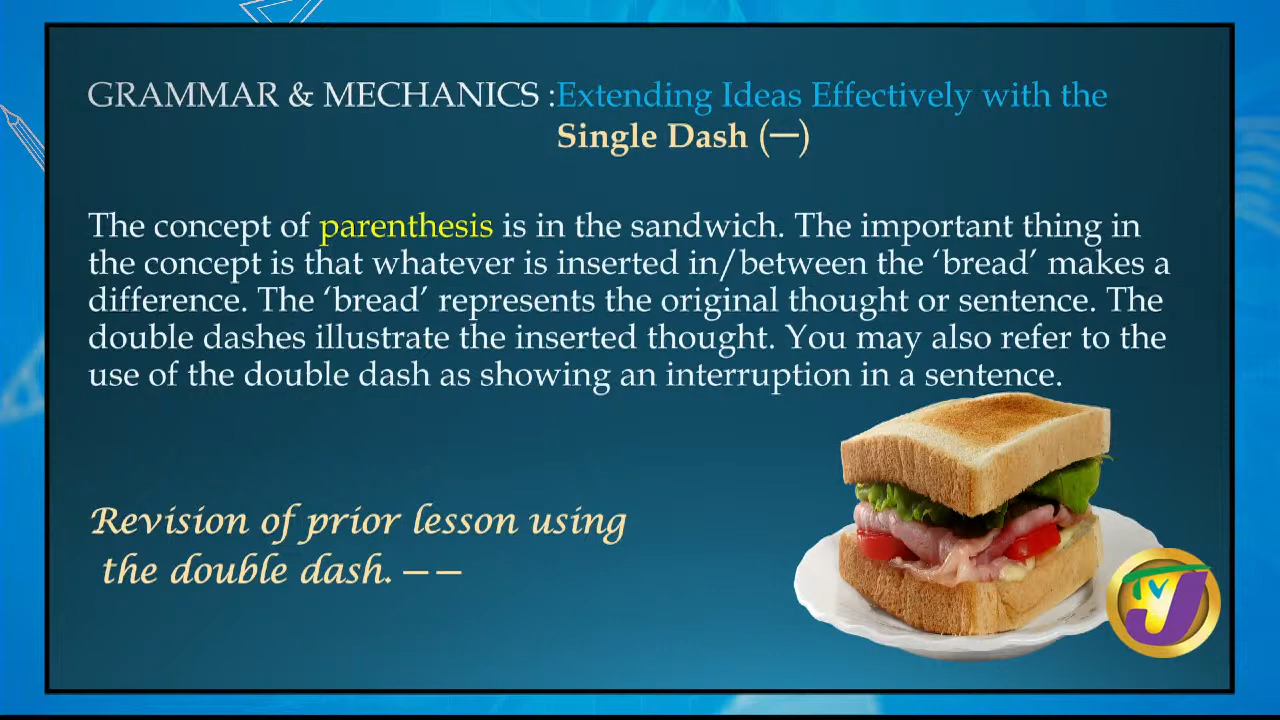 GRAMMAR & MECHANICS :Extending Ideas Effectively with the
Single Dash (—)
The concept of parenthesis is in the sandwich. The important thing in
the concept is that whatever is inserted in/between the ‘bread’ makes a
difference. The ‘bread’ represents the original thought or sentence. The
double dashes illustrate the inserted thought. You may also refer to the
use of the double dash as showing an interruption in a sentence.
Revision of prior lesson using
the double dash. — —
TVJ